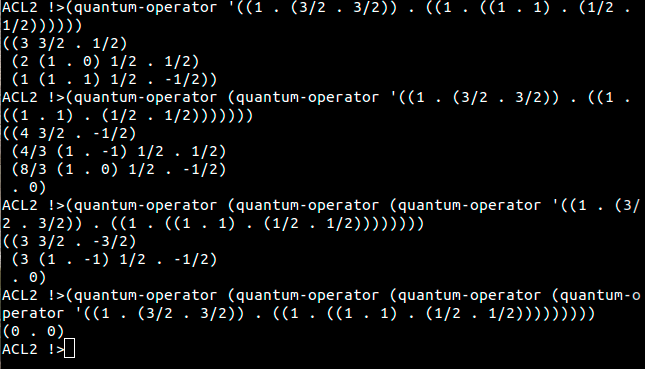 ACL2 !>(quantum-operator '((1 . (3/2 . 3/2)) . ((1 . ((1 . 1) . (1/2 .
1/2))))))
((3 3/2 . 1/2)
 (2 (1 . 0) 1/2 . 1/2)
 (1 (1 . 1) 1/2 . -1/2))
ACL2 !>(quantum-operator (quantum-operator '((1 . (3/2 . 3/2)) . ((1 .
((1 . 1) . (1/2 . 1/2)))))))
((4 3/2 . -1/2)
 (4/3 (1 . -1) 1/2 . 1/2)
 (8/3 (1 . 0) 1/2 . -1/2)
 . 0)
ACL2 !>(quantum-operator (quantum-operator (quantum-operator '((1 . (3/
2 . 3/2)) . ((1 . ((1 . 1) . (1/2 . 1/2))))))))
((3 3/2 . -3/2)
 (3 (1 . -1) 1/2 . -1/2)
 . 0)
ACL2 !>(quantum-operator (quantum-operator (quantum-operator (quantum-o
perator '((1 . (3/2 . 3/2)) . ((1 . ((1 . 1) . (1/2 . 1/2)))))))))
(0 . 0)
ACL2 !>